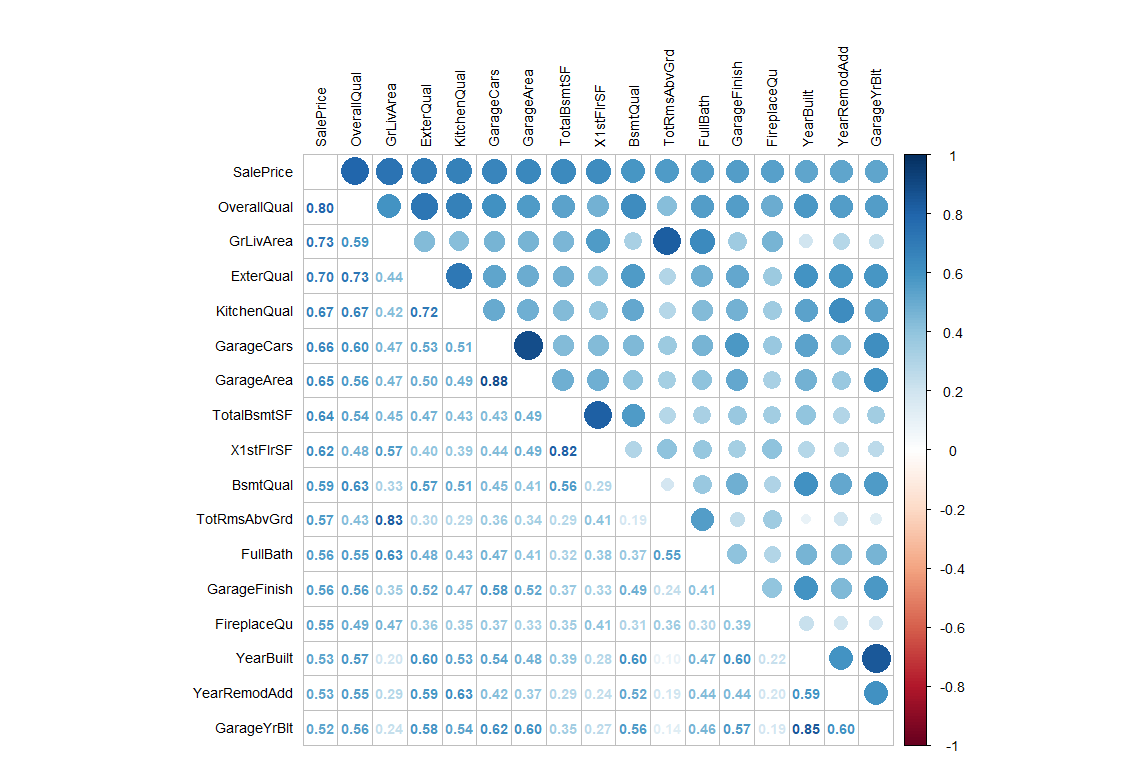 SalePrice OverallQual GrLivArea ExterQual KitchenQual GarageCars GarageArea TotalBsmtSF X1stFlrSF BsmtQual TotRmsAbvGrd FullBath GarageFinish FireplaceQu YearBuilt YearRemodAdd GarageYrBlt
SalePrice
OverallQual 0.80
GrLivArea 0.73 0.59
ExterQual 0.70 0.73 0.44
KitchenQual 0.67 0.67 0.42 0.72
GarageCars 0.66 0.60 0.47 0.53 0.51
GarageArea 0.65 0.56 0.47 0.50 0.49 0.88
TotalBsmtSF 0.64 0.54 0.45 0.47 0.43 0.43 0.49
X1stFlrSF 0.62 0.48 0.57 0.40 0.39 0.44 0.49 0.82
BsmtQual 0.59 0.63 0.33 0.57 0.51 0.45 0.41 0.56 0.29
TotRmsAbvGrd 0.57 0.43 0.83 0.30 0.29 0.36 0.34 0.29 0.41 0.19
FullBath 0.56 0.55 0.63 0.48 0.43 0.47 0.41 0.32 0.38 0.37 0.55
GarageFinish 0.56 0.56 0.35 0.52 0.47 0.58 0.52 0.37 0.33 0.49 0.24 0.41
FireplaceQu 0.55 0.49 0.47 0.36 0.35 0.37 0.33 0.35 0.41 0.31 0.36 0.30 0.39
YearBuilt 0.53 0.57 0.20 0.60 0.53 0.54 0.48 0.39 0.28 0.60 0.10 0.47 0.60 0.22
YearRemodAdd 0.53 0.55 0.29 0.59 0.63 0.42 0.37 0.29 0.24 0.52 0.19 0.44 0.44 0.20 0.59
GarageYrBlt 0.52 0.56 0.24 0.58 0.54 0.62 0.60 0.35 0.27 0.56 0.14 0.46 0.57 0.19 0.85 0.60
1
0.8
0.6
0.4
0.2
0
-0.2
-0.4
-0.6
-0.8
-1